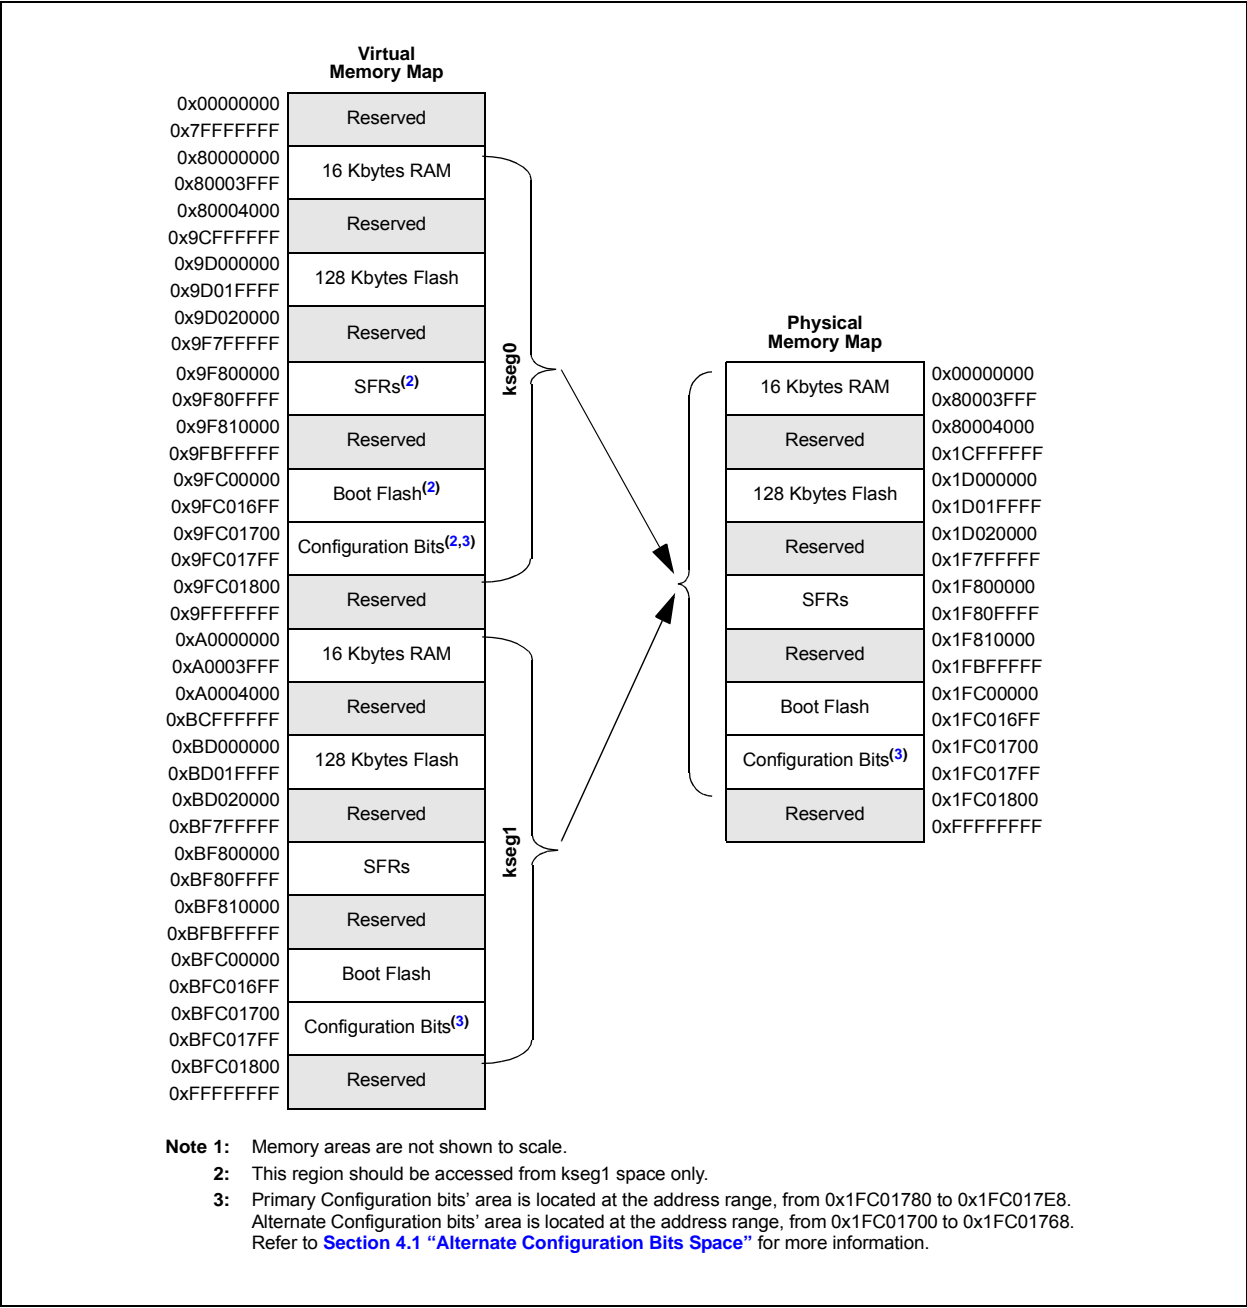 Virtual
Memory Map
0x00000000
Reserved
0x7FFFFFFF
0x80000000
16 Kbytes RAM
0x80003FFF
0x80004000
Reserved
0x9CFFFFFF
0x9D000000
128 Kbytes Flash
0x9D01FFFF
0x9D020000
Reserved
0x9F7FFFFF
0x9F800000
SFRs(2)
0x9F80FFFF
0x9F810000
Reserved
0x9FBFFFFF
0x9FC00000
Boot Flash(2)
0x9FC016FF
0x9FC01700
Configuration Bits(2,3)
0x9FC017FF
0x9FC01800
Reserved
0x9FFFFFFF
0xA0000000
16 Kbytes RAM
0xA0003FFF
0xA0004000
Reserved
0xBCFFFFFF
0xBD000000
128 Kbytes Flash
0xBD01FFFF
0xBD020000
Reserved
0xBF7FFFFF
0xBF800000
SFRs
0xBF80FFFF
0xBF810000
Reserved
0xBFBFFFFF
0xBFC00000
Boot Flash
0xBFC016FF
0xBFC01700
Configuration Bits(3)
0xBFC017FF
0xBFC01800
Reserved
0xFFFFFFFF
kseg0
kseg1
Physical
Memory Map
16 Kbytes RAM
0x00000000
0x80003FFF
Reserved
0x80004000
0x1CFFFFFF
128 Kbytes Flash
0x1D000000
0x1D01FFFF
Reserved
0x1D020000
0x1F7FFFFF
SFRs
0x1F800000
0x1F80FFFF
Reserved
0x1F810000
0x1FBFFFFF
Boot Flash
0x1FC00000
0x1FC016FF
Configuration Bits(3)
0x1FC01700
0x1FC017FF
Reserved
0x1FC01800
0xFFFFFFFF
Note 1: Memory areas are not shown to scale.
2: This region should be accessed from kseg1 space only.
3: Primary Configuration bits’ area is located at the address range, from 0x1FC01780 to 0x1FC017E8.
Alternate Configuration bits’ area is located at the address range, from 0x1FC01700 to 0x1FC01768.
Refer to Section 4.1 “Alternate Configuration Bits Space” for more information.